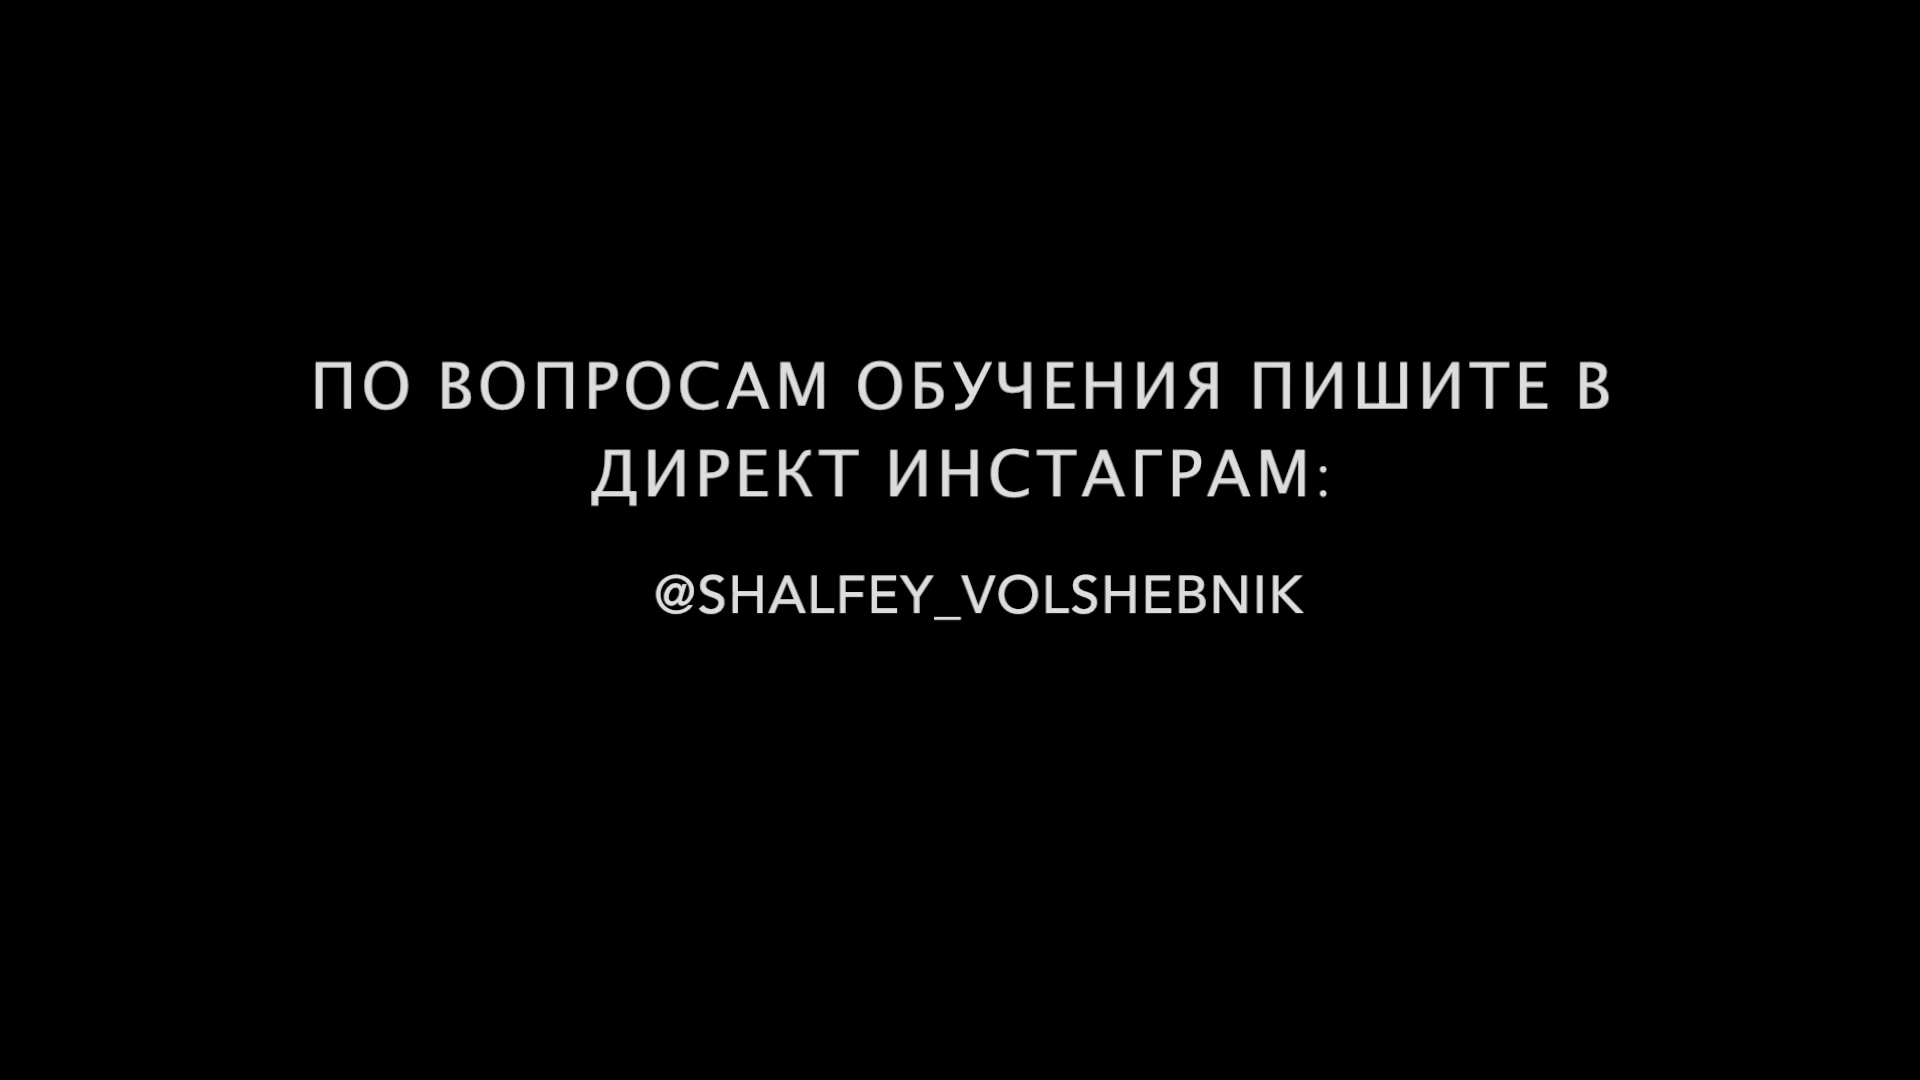 ПО ВОПРОСАМ ОБУЧЕНИЯ ПИШИТЕ В
ДИРЕКТ ИНСТАГРАМ:
@SHALFEY_VOLSHEBNIK